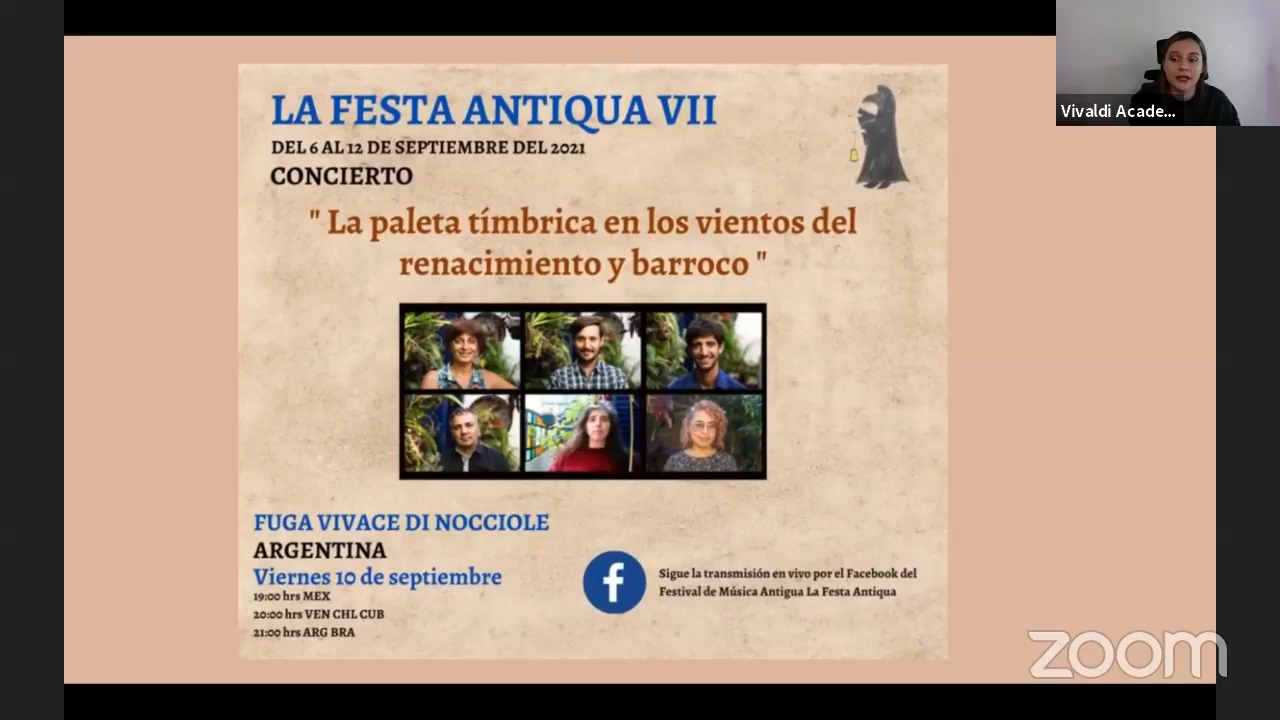 LA FESTA ANTIQUA VII
DEL 6 AL 12 DE SEPTIEMBRE DEL 2021
CONCIERTO
" La paleta tímbrica en los vientos del
renacimiento y barroco "
FUGA VIVACE DI NOCCIOLE
ARGENTINA
Viernes 10 de septiembre
19:00 hrs MEX
20:00 hrs VEN CHL CUB
21:00 hrs ARG BRA
f
Sigue la transmisión en vivo por el Facebook del
Festival de Música Antigua La Festa Antiqua
Vivaldi Acade...
zoom